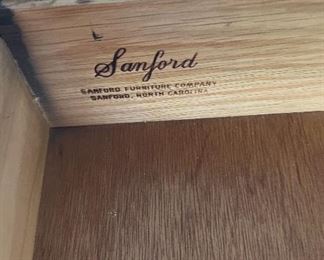 Sanford
SANFORD FURNITURE COMPANY
SANFORD, NORTH CAROLINA